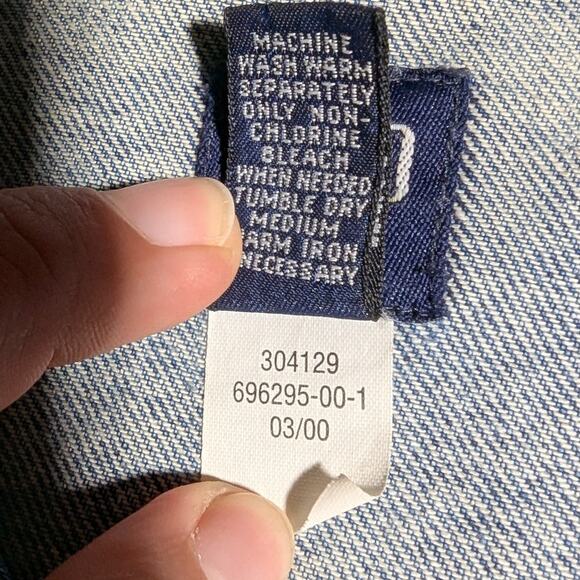 MACHINE
WASH WARM
SEPARATELY
ONLY NON-
CHLORINE
BLEACH
WHEN NEEDED
TUMBLE DRY
MEDIUM
WARM IRON
NECESSARY
304129
696295-00-1
03/00